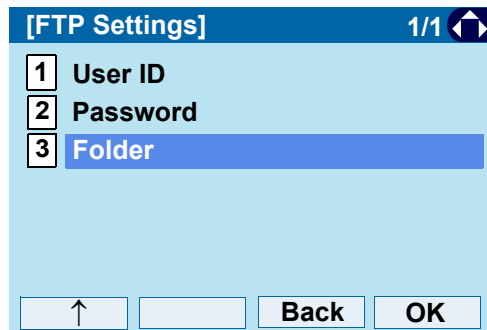 [FTP Settings] 1/1
1 User ID
2 Password
3 Folder
↑ Back OK